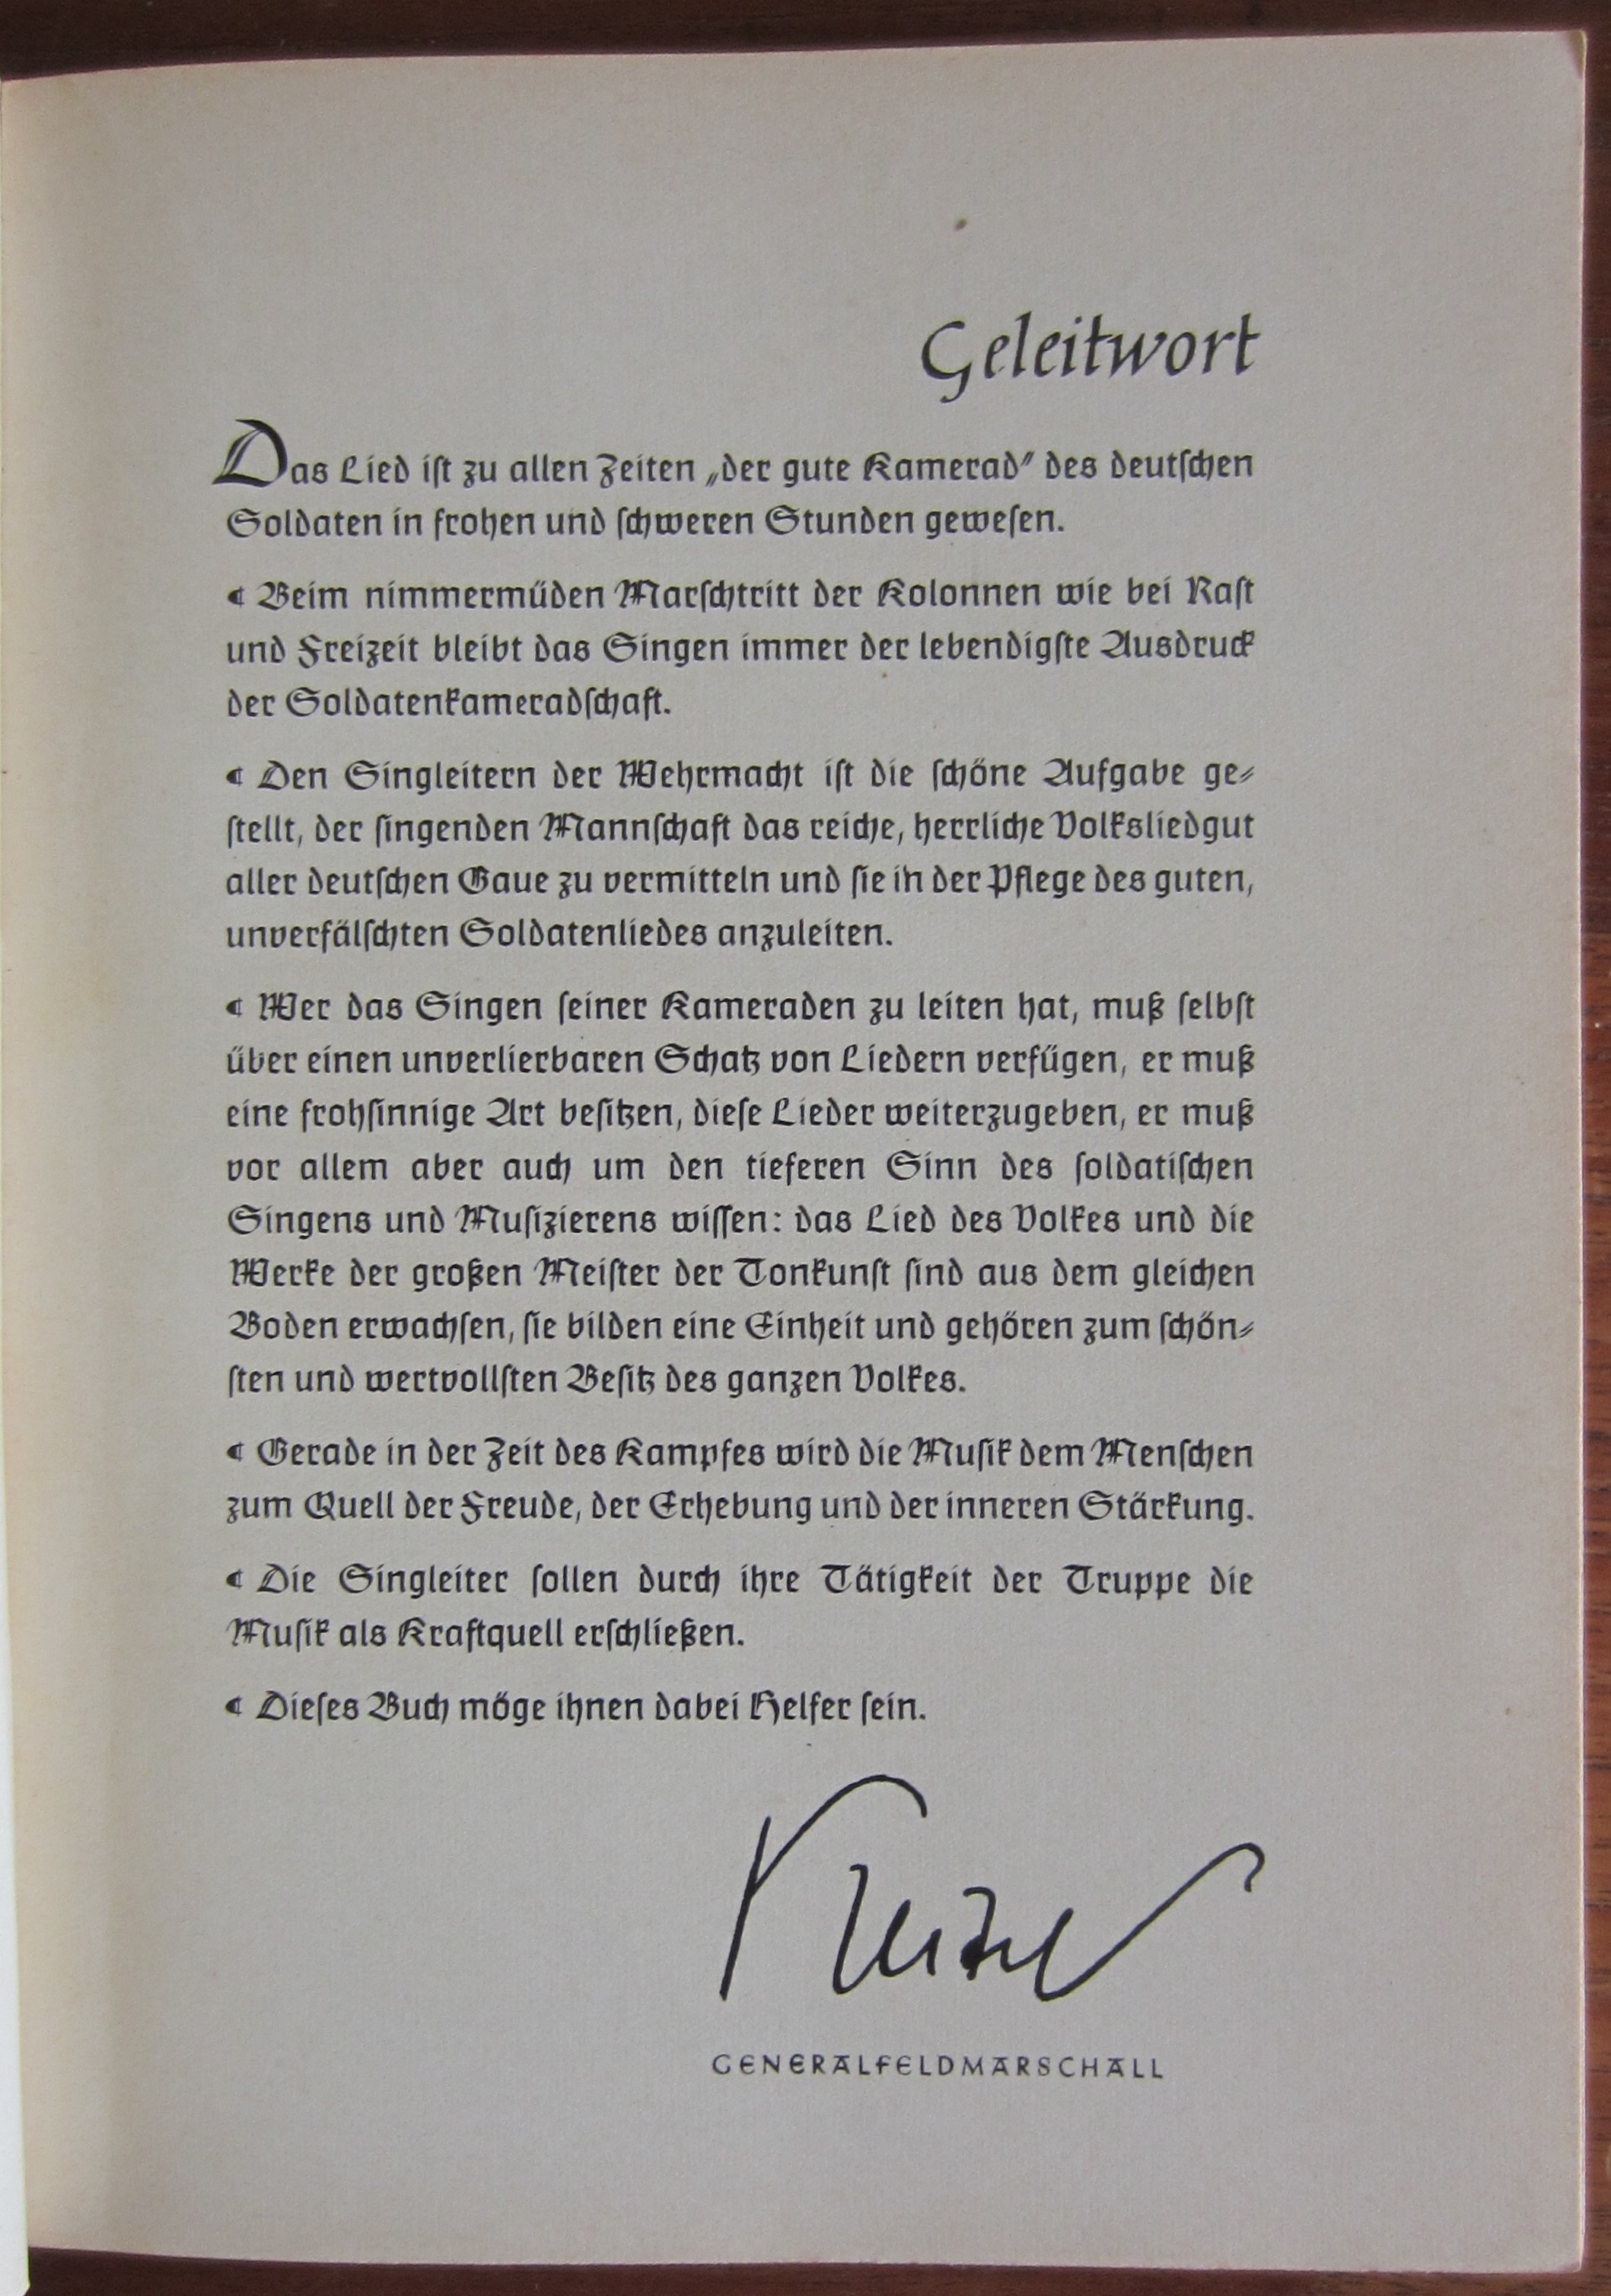 Geleitwort
Das Lied iſt zu allen Zeiten „der gute Kamerad“ des deutſchen
Soldaten in frohen und ſchweren Stunden geweſen.
Beim nimmermüden Marſchtritt der Kolonnen wie bei Raſt
und Freizeit bleibt das Singen immer der lebendigſte Ausdruck
der Soldatenkameradſchaft.
Den Singleitern der Wehrmacht iſt die ſchöne Aufgabe ge-
ſtellt, der ſingenden Mannſchaft das reiche, herrliche Volksliedgut
aller deutſchen Gaue zu vermitteln und ſie in der Pflege des guten,
unverfälſchten Soldatenliedes anzuleiten.
Wer das Singen ſeiner Kameraden zu leiten hat, muß ſelbſt
über einen unverlierbaren Schatz von Liedern verfügen, er muß
eine frohſinnige Art beſitzen, dieſe Lieder weiterzugeben, er muß
vor allem aber auch um den tieferen Sinn des ſoldatiſchen
Singens und Muſizierens wiſſen: das Lied des Volkes und die
Werke der großen Meiſter der Tonkunſt ſind aus dem gleichen
Boden erwachſen, ſie bilden eine Einheit und gehören zum ſchön-
ſten und wertvollſten Beſitz des ganzen Volkes.
Gerade in der Zeit des Kampfes wird die Muſik dem Menſchen
zum Quell der Freude, der Erhebung und der inneren Stärkung.
Die Singleiter ſollen durch ihre Tätigkeit der Truppe die
Muſik als Kraftquell erſchließen.
Dieſes Buch möge ihnen dabei Helfer ſein.
Keitel
GENERALFELDMARSCHALL